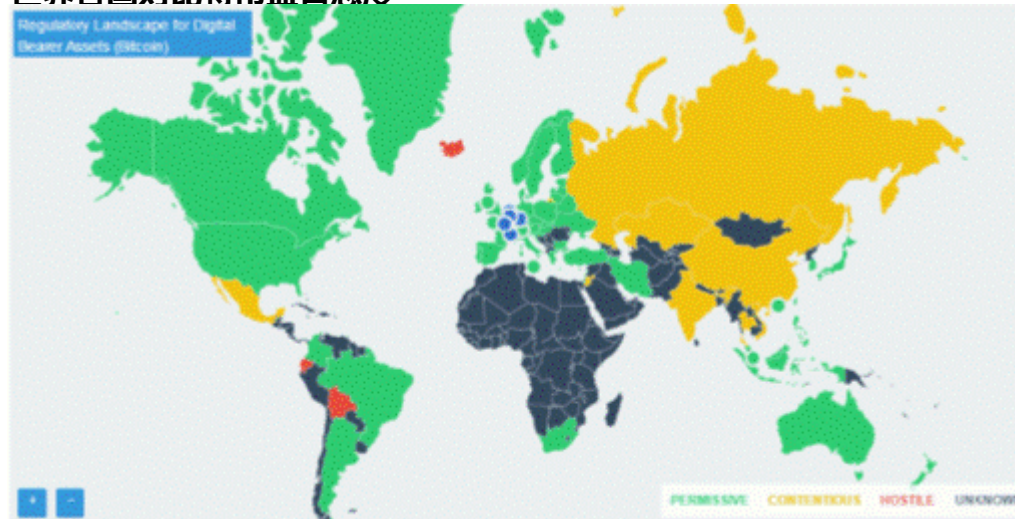 Regulatory Landscape for Digital
Bearer Assets (Bitcoin)
+
-
PERMISSIVE CONTENTIOUS HOSTILE